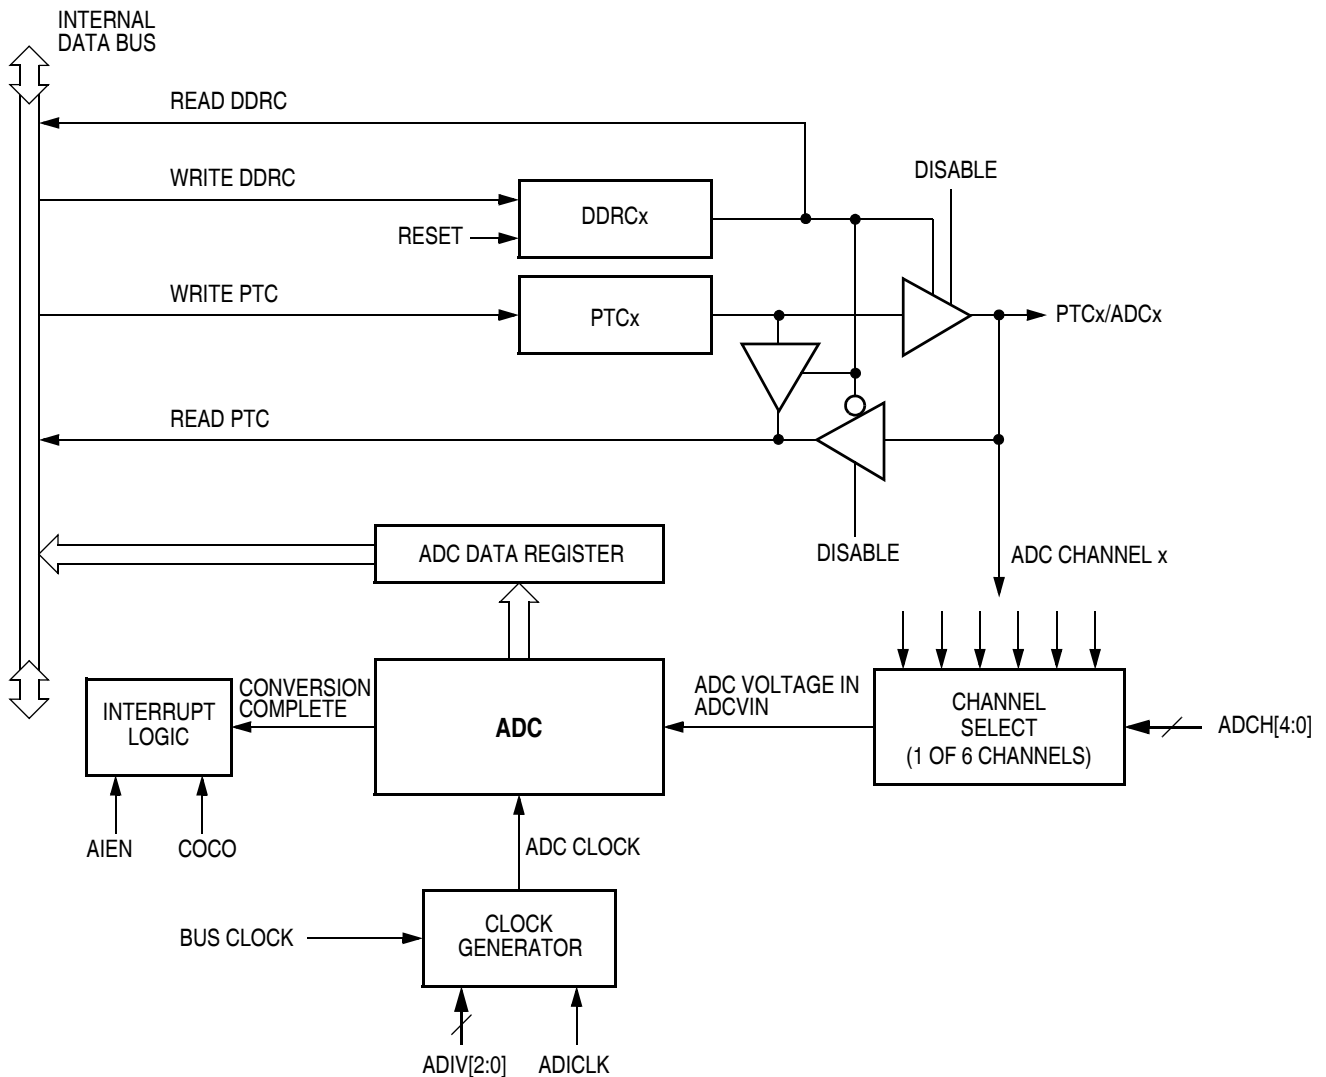 INTERNAL
DATA BUS
READ DDRC
WRITE DDRC
DISABLE
DDRCx
RESET
WRITE PTC
PTCx
PTCx/ADCx
READ PTC
DISABLE
ADC DATA REGISTER
ADC CHANNEL x
INTERRUPT
LOGIC
CONVERSION
COMPLETE
ADC
ADC VOLTAGE IN
ADCVIN
CHANNEL
SELECT
(1 OF 6 CHANNELS)
ADCH[4:0]
AIEN
COCO
ADC CLOCK
BUS CLOCK
CLOCK
GENERATOR
ADIV[2:0]
ADICLK